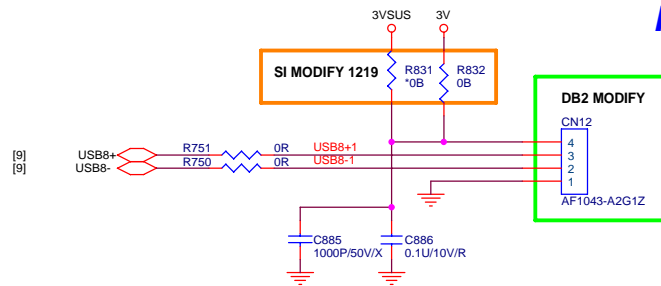 3VSUS 3V
SI MODIFY 1219
R831
*0B
R832
0B
DB2 MODIFY
CN12
[9] USB8+ R751 0R USB8+1 4
3
[9] USB8- R750 0R USB8-1 2
1
AF1043-A2G1Z
C885
1000P/50V/X
C886
0.1U/10V/R